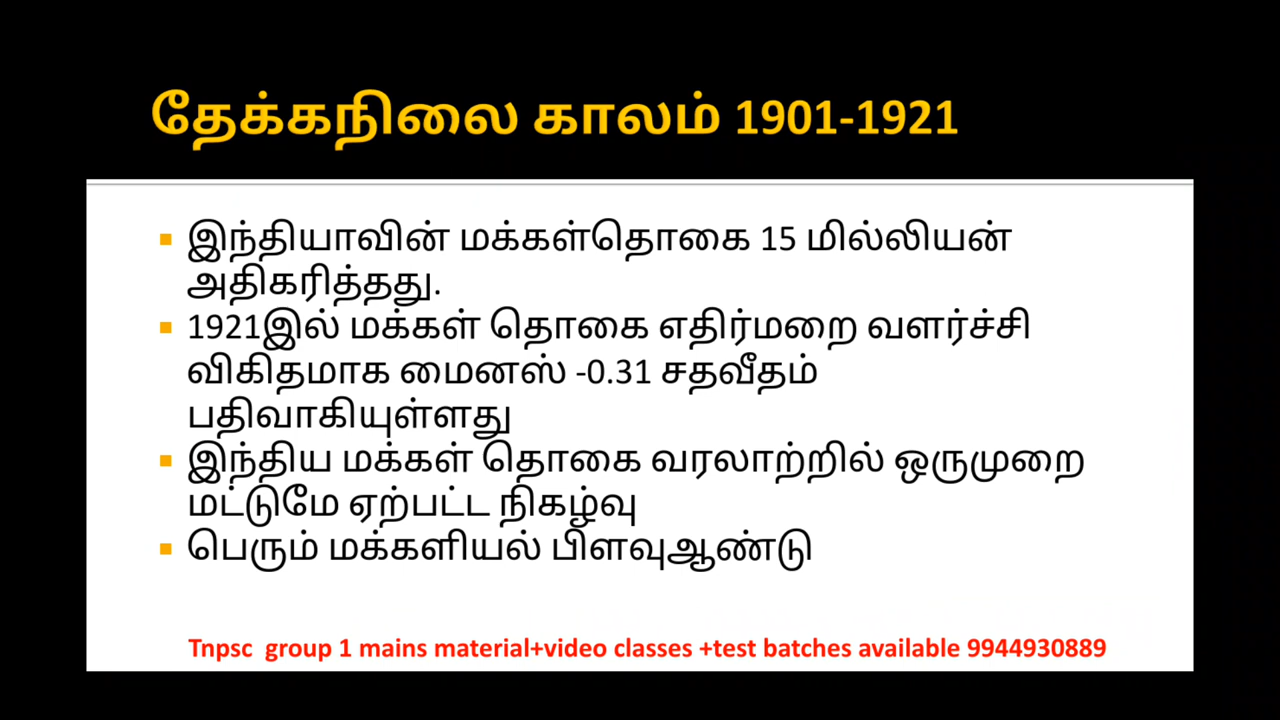 தேக்கநிலை காலம் 1901-1921
இந்தியாவின் மக்கள்தொகை 15 மில்லியன்
அதிகரித்தது.
1921இல் மக்கள் தொகை எதிர்மறை வளர்ச்சி
விகிதமாக மைனஸ் -0.31 சதவீதம்
பதிவாகியுள்ளது
இந்திய மக்கள் தொகை வரலாற்றில் ஒருமுறை
மட்டுமே ஏற்பட்ட நிகழ்வு
பெரும் மக்களியல் பிளவுஆண்டு
Tnpsc group 1 mains material+video classes +test batches available 9944930889